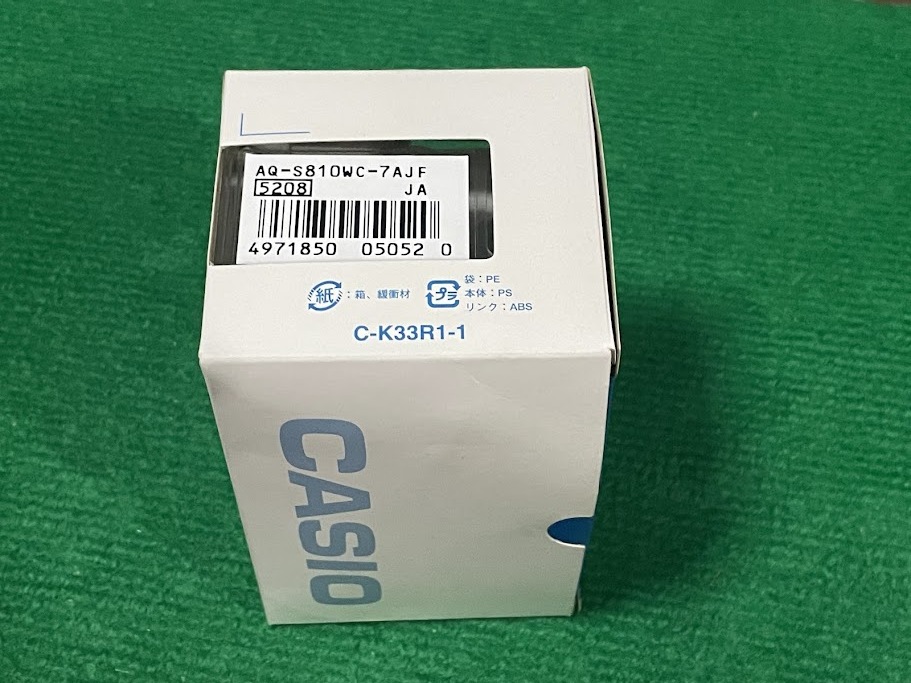 AQ-S810WC-7AJF
5208 JA
4971850 05052 0
紙：箱、緩衝材
プラ
袋：PE
本体：PS
リンク：ABS
C-K33R1-1
CASIO